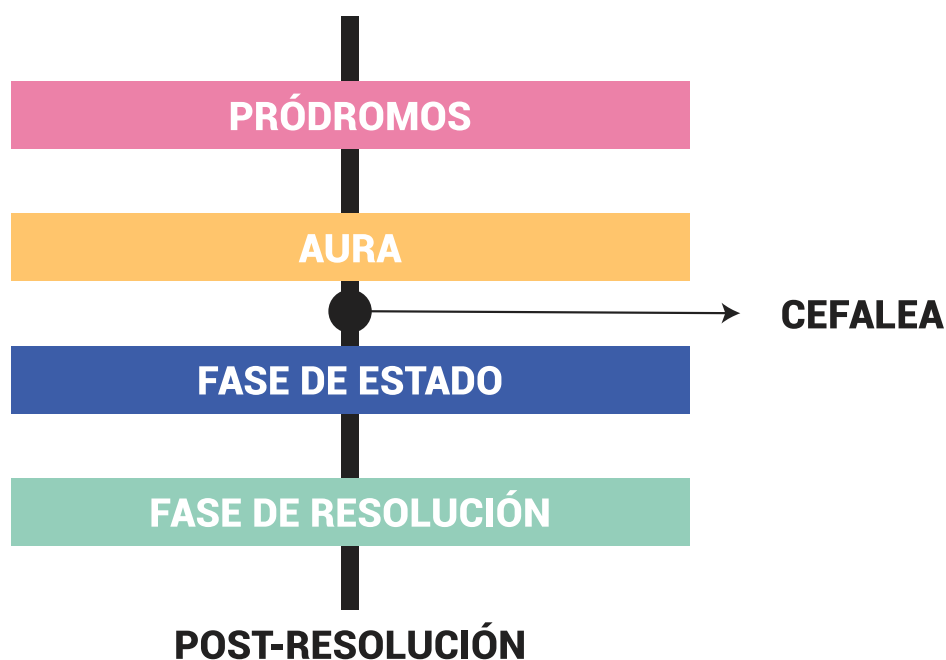 PRÓDROMOS
AURA
CEFALEA
FASE DE ESTADO
FASE DE RESOLUCIÓN
POST-RESOLUCIÓN